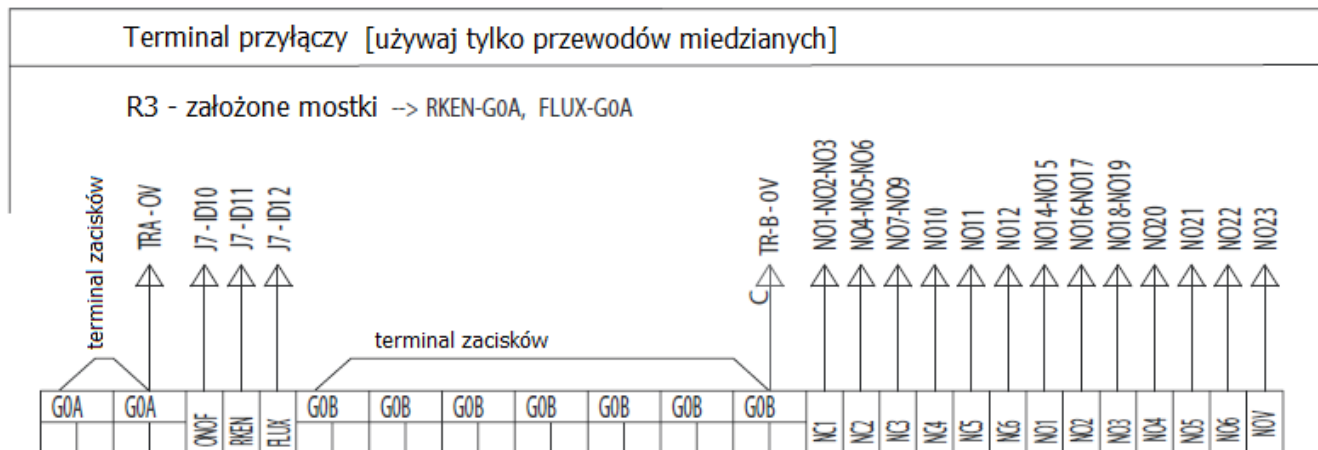 Terminal przyłączy [używaj tylko przewodów miedzianych]
R3 - założone mostki --> RKEN-G0A, FLUX-G0A
terminal zacisków
TRA - 0V
J7 - ID10
J7 - ID11
J7 - ID12
terminal zacisków
C
TR-B - 0V
NO1-NO2-NO3
NO4-NO5-NO6
NO7-NO9
NO10
NO11
NO12
NO14-NO15
NO16-NO17
NO18-NO19
NO20
NO21
NO22
NO23
G0A G0A ONOF RKEN FLUX G0B G0B G0B G0B G0B G0B G0B NC1 NC2 NC3 NC4 NC5 NC6 NO1 NO2 NO3 NO4 NO5 NO6 NOV